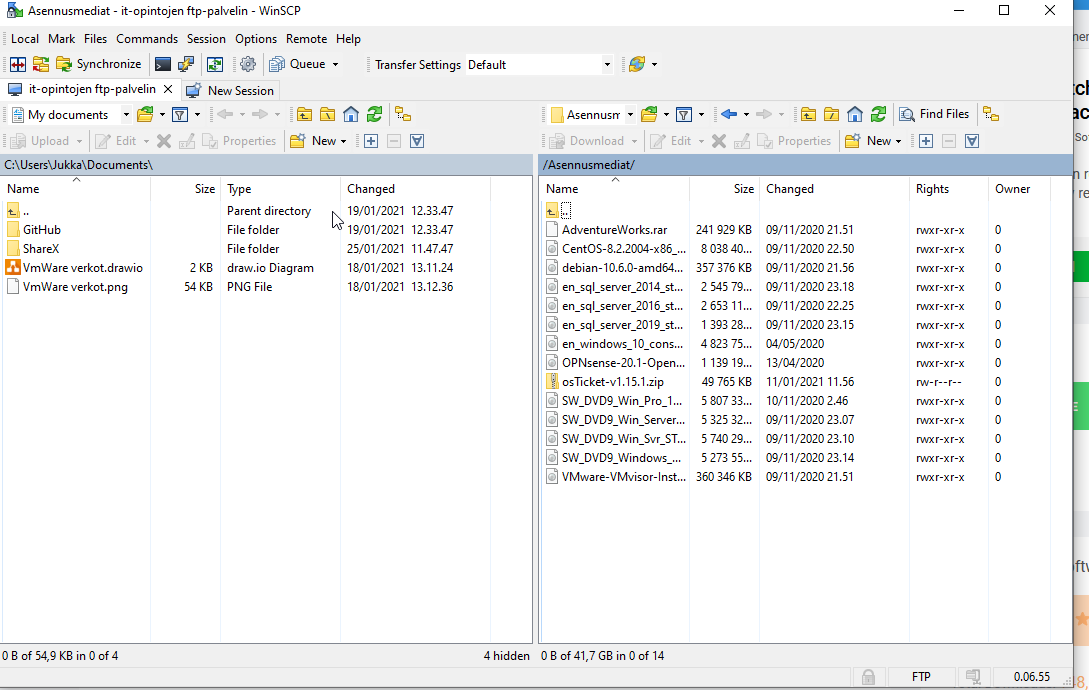 Asennusmediat - it-opintojen ftp-palvelin - WinSCP
Local Mark Files Commands Session Options Remote Help
Synchronize Queue Transfer Settings Default
it-opintojen ftp-palvelin New Session
My documents
Upload Edit Properties New
C:\Users\Jukka\Documents\
Name Size Type Changed
.. Parent directory 19/01/2021 12.33.47
GitHub File folder 19/01/2021 12.33.47
ShareX File folder 25/01/2021 11.47.47
VmWare verkot.drawio 2 KB draw.io Diagram 18/01/2021 13.11.24
VmWare verkot.png 54 KB PNG File 18/01/2021 13.12.36
0 B of 54,9 KB in 0 of 4 4 hidden
Asennusm Find Files
Download Edit Properties New
/Asennusmediat/
Name Size Changed Rights Owner
..
AdventureWorks.rar 241 929 KB 09/11/2020 21.51 rwxr-xr-x 0
CentOS-8.2.2004-x86_... 8 038 40... 09/11/2020 22.50 rwxr-xr-x 0
debian-10.6.0-amd64... 357 376 KB 09/11/2020 21.56 rwxr-xr-x 0
en_sql_server_2014_st... 2 545 79... 09/11/2020 23.18 rwxr-xr-x 0
en_sql_server_2016_st... 2 653 11... 09/11/2020 22.25 rwxr-xr-x 0
en_sql_server_2019_st... 1 393 28... 09/11/2020 23.15 rwxr-xr-x 0
en_windows_10_cons... 4 823 75... 04/05/2020 rwxr-xr-x 0
OPNsense-20.1-Open... 1 139 19... 13/04/2020 rwxr-xr-x 0
osTicket-v1.15.1.zip 49 765 KB 11/01/2021 11.56 rw-r--r-- 0
SW_DVD9_Win_Pro_1... 5 807 33... 10/11/2020 2.46 rwxr-xr-x 0
SW_DVD9_Win_Server... 5 325 32... 09/11/2020 23.07 rwxr-xr-x 0
SW_DVD9_Win_Svr_ST... 5 740 29... 09/11/2020 23.10 rwxr-xr-x 0
SW_DVD9_Windows_... 5 273 55... 09/11/2020 23.14 rwxr-xr-x 0
VMware-VMvisor-Inst... 360 346 KB 09/11/2020 21.51 rwxr-xr-x 0
0 B of 41,7 GB in 0 of 14
FTP 0.06.55